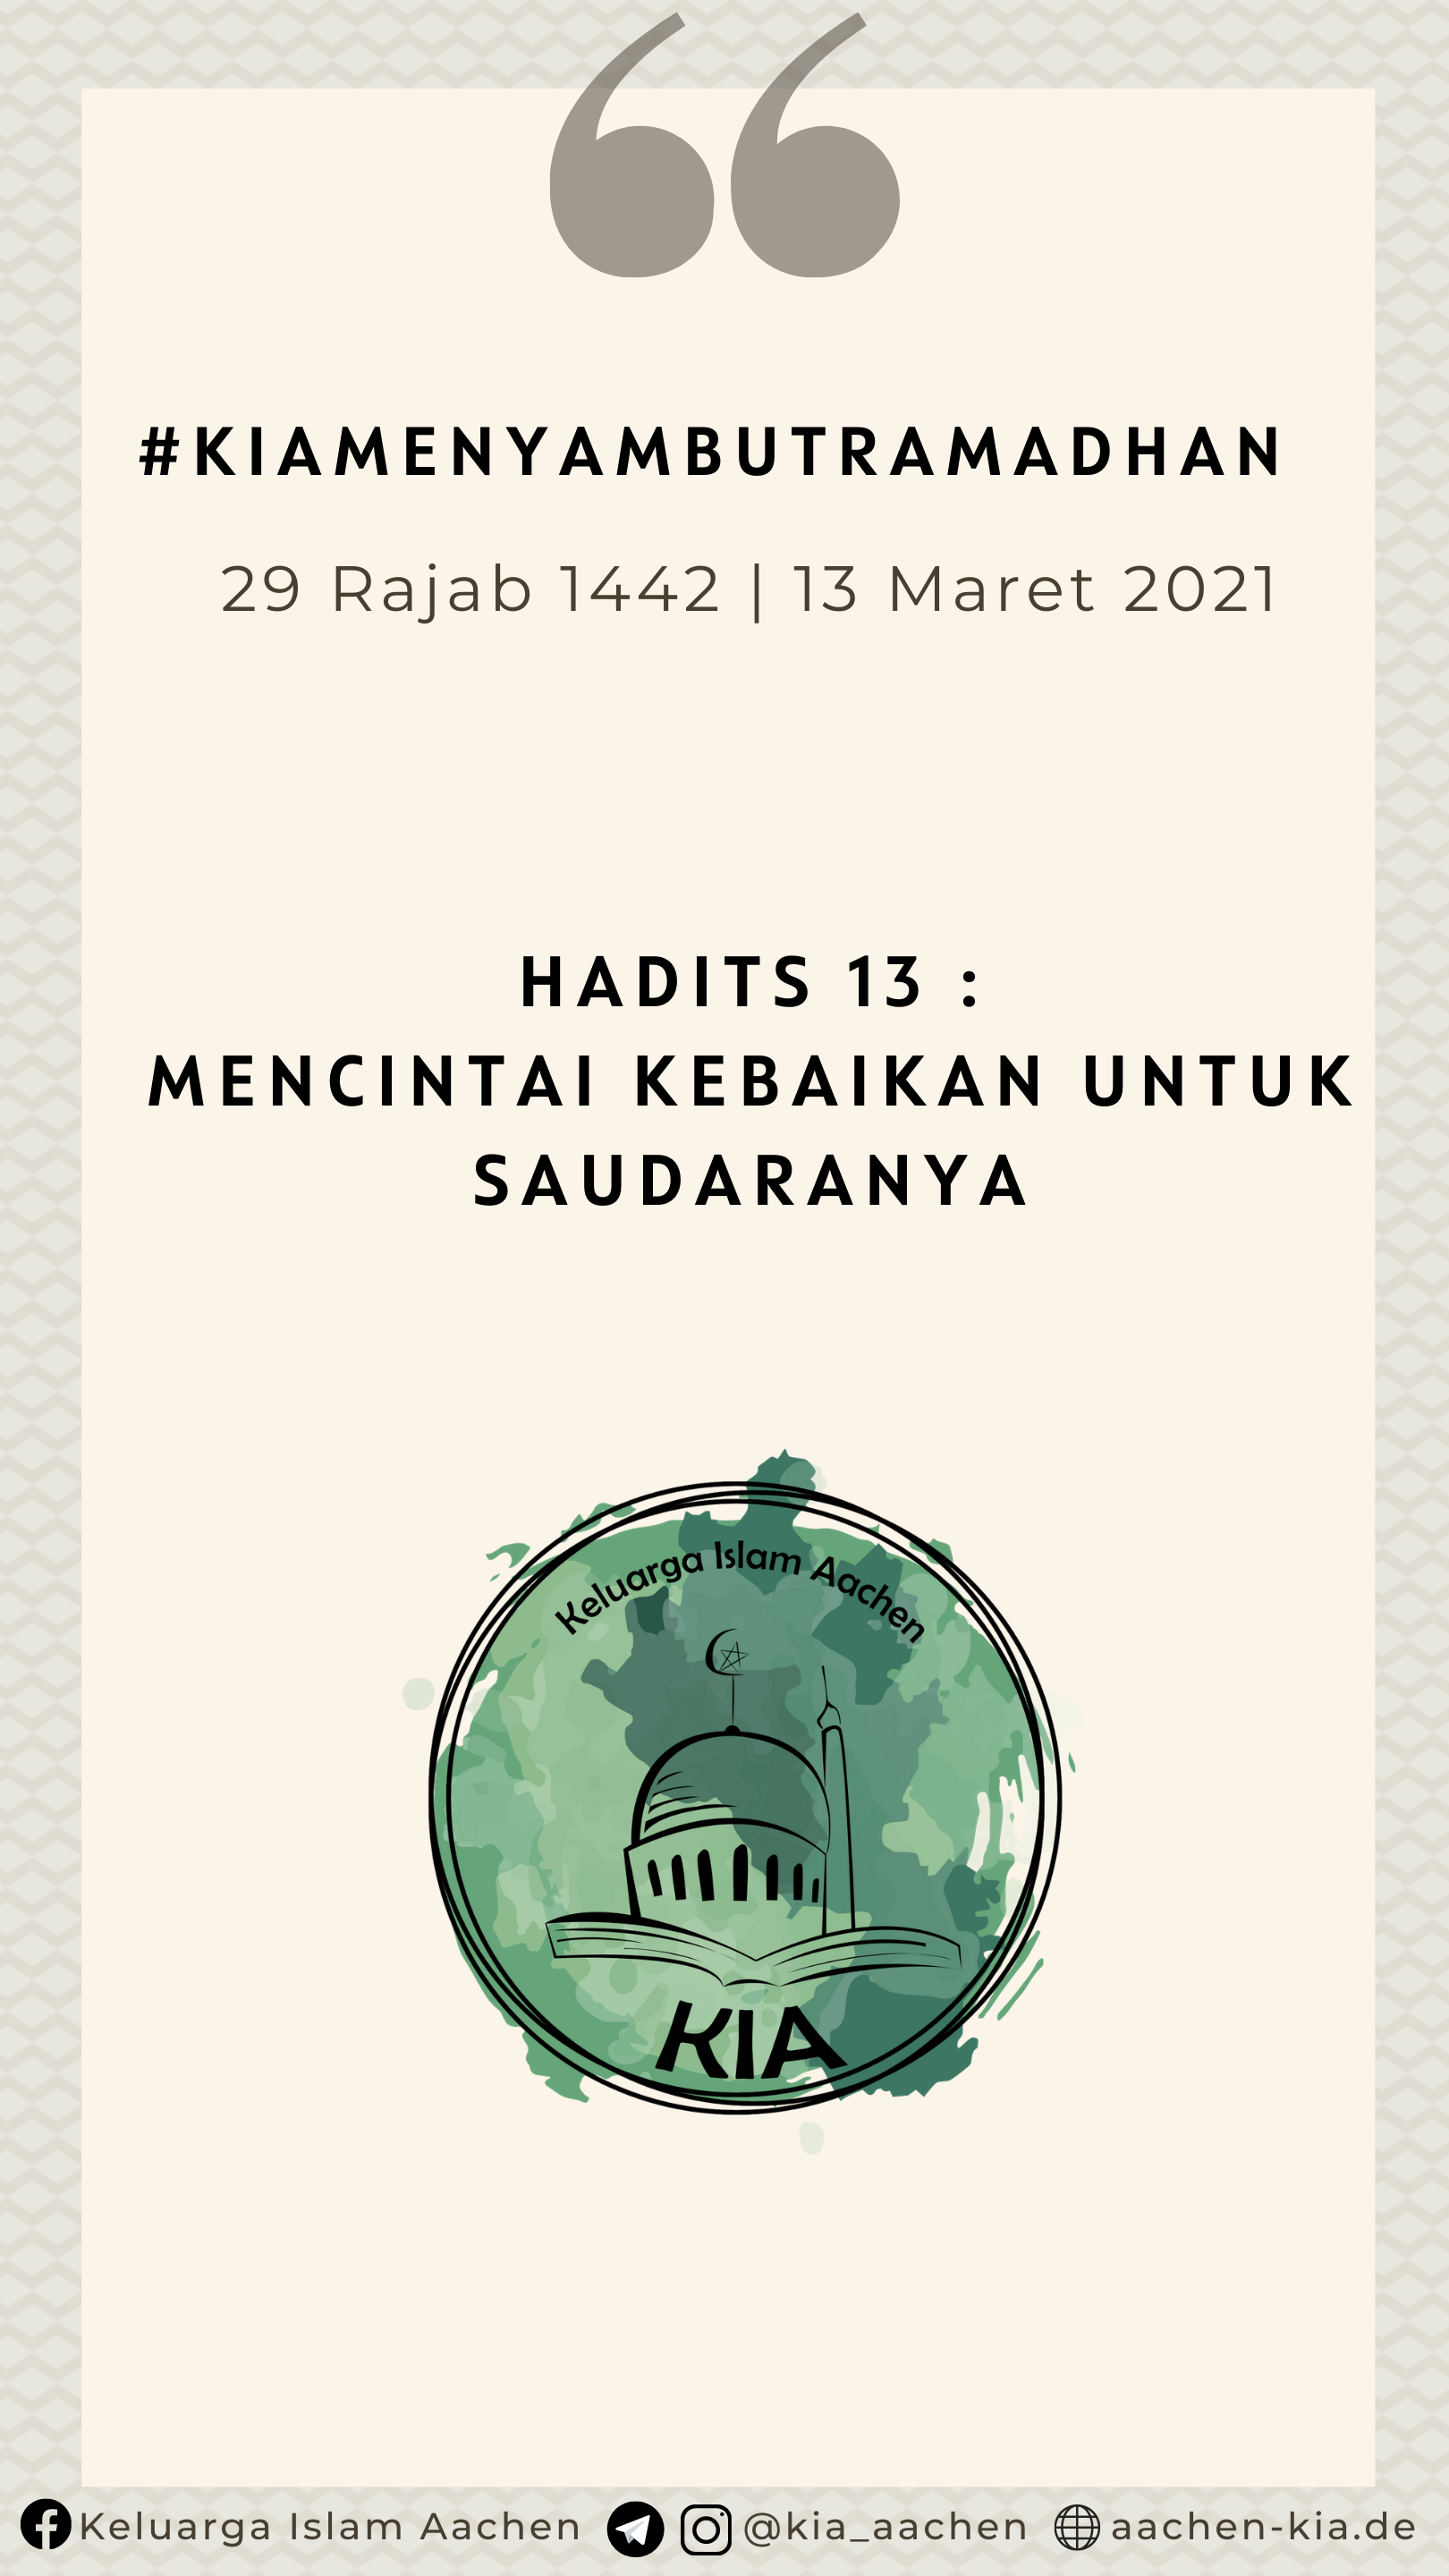 #KIAMENYAMBUTRAMADHAN
29 Rajab 1442 | 13 Maret 2021
HADITS 13 :
MENCINTAI KEBAIKAN UNTUK
SAUDARANYA
Keluarga Islam Aachen
KIA
Keluarga Islam Aachen @kia_aachen aachen-kia.de